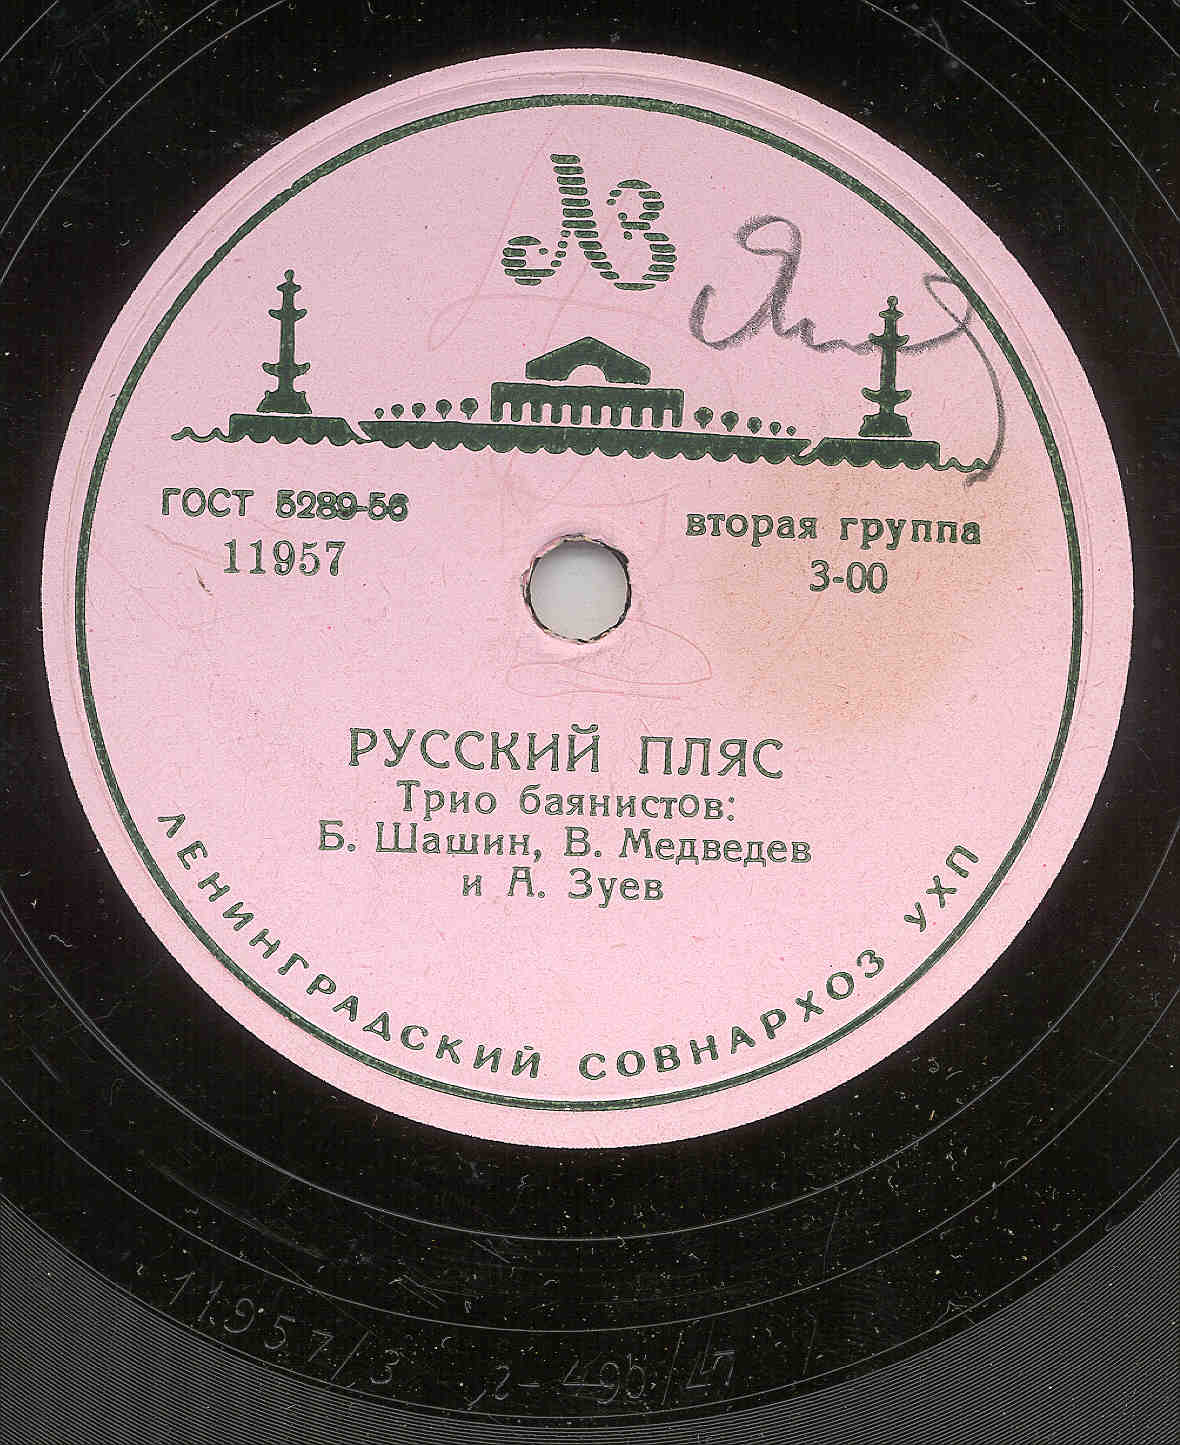 ЛЗ
ГОСТ 5289-56
11957
вторая группа
3-00
РУССКИЙ ПЛЯС
Трио баянистов:
Б. Шашин, В. Медведев
и А. Зуев
ЛЕНИНГРАДСКИЙ СОВНАРХОЗ УХП
11957/3